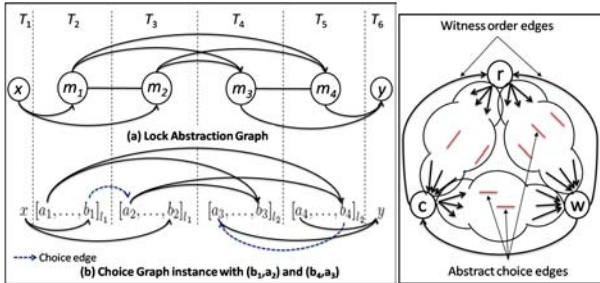 T₁ T₂ T₃ T₄ T₅ T₆
x m₁ m₂ m₃ m₄ y
(a) Lock Abstraction Graph
x [a₁,...,b₁]ₗ₁ [a₂,...,b₂]ₗ₁ [a₃,...,b₃]ₗ₂ [a₄,...,b₄]ₗ₂ y
Choice edge
(b) Choice Graph instance with (b₁,a₂) and (b₄,a₃)
Witness order edges
r
c w
Abstract choice edges